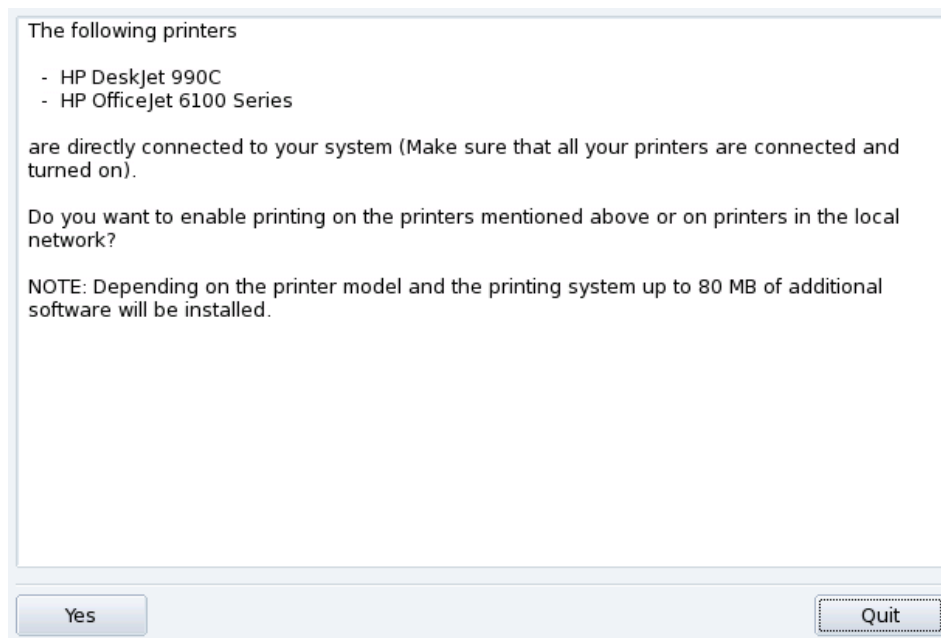 The following printers
- HP DeskJet 990C
- HP OfficeJet 6100 Series
are directly connected to your system (Make sure that all your printers are connected and
turned on).
Do you want to enable printing on the printers mentioned above or on printers in the local
network?
NOTE: Depending on the printer model and the printing system up to 80 MB of additional
software will be installed.
Yes
Quit